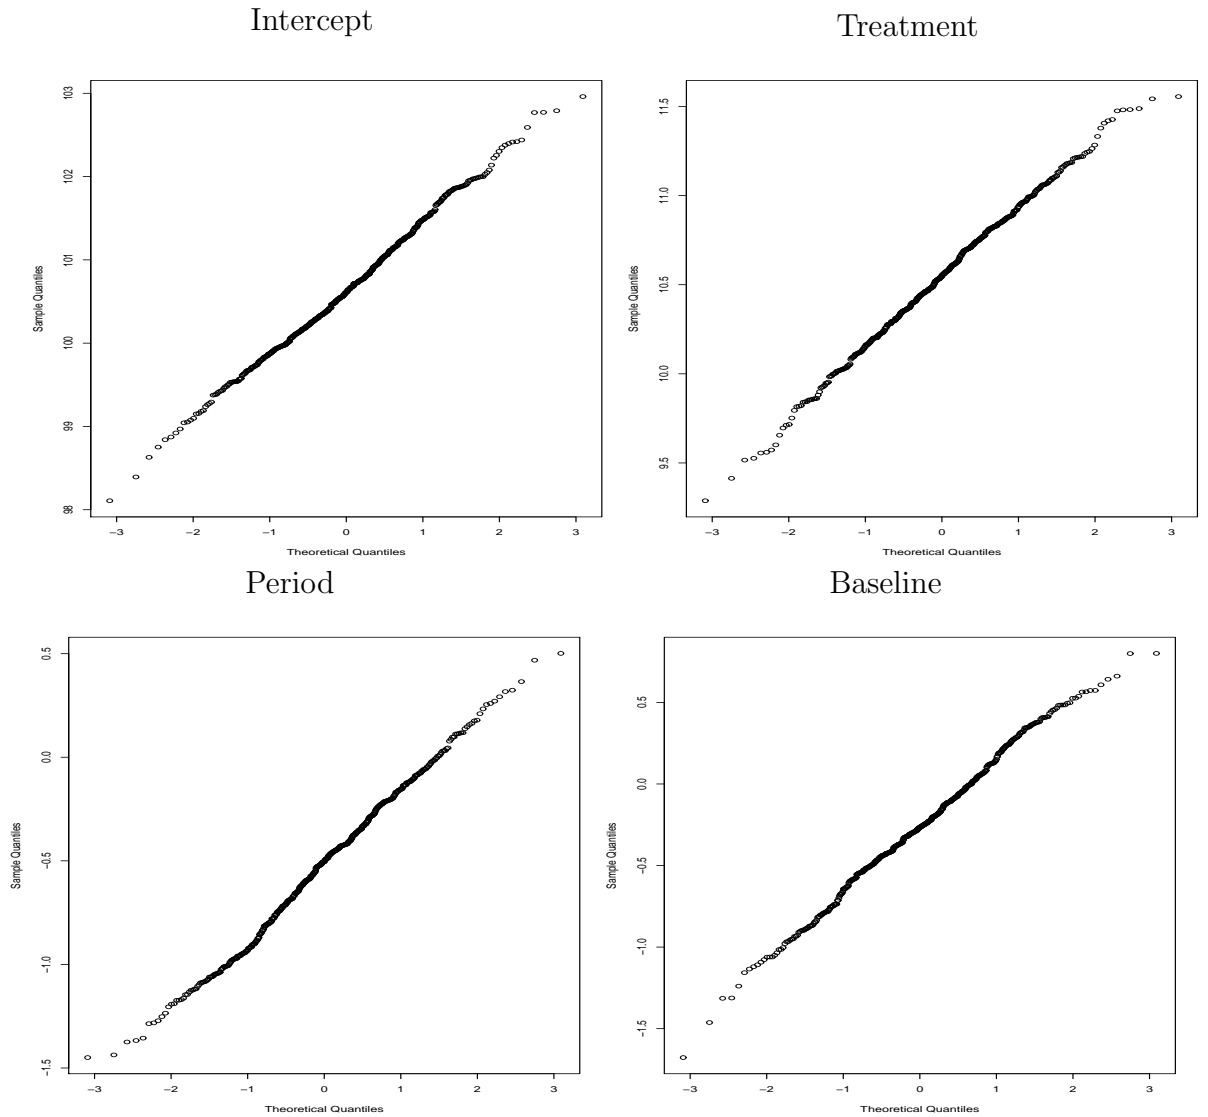 Intercept
Treatment
103
102
101
100
99
98
Sample Quantiles
−3 −2 −1 0 1 2 3
Theoretical Quantiles
11.5
11.0
10.5
10.0
9.5
Sample Quantiles
−3 −2 −1 0 1 2 3
Theoretical Quantiles
Period
Baseline
0.5
0.0
−0.5
−1.0
−1.5
Sample Quantiles
−3 −2 −1 0 1 2 3
Theoretical Quantiles
0.5
0.0
−0.5
−1.0
−1.5
Sample Quantiles
−3 −2 −1 0 1 2 3
Theoretical Quantiles